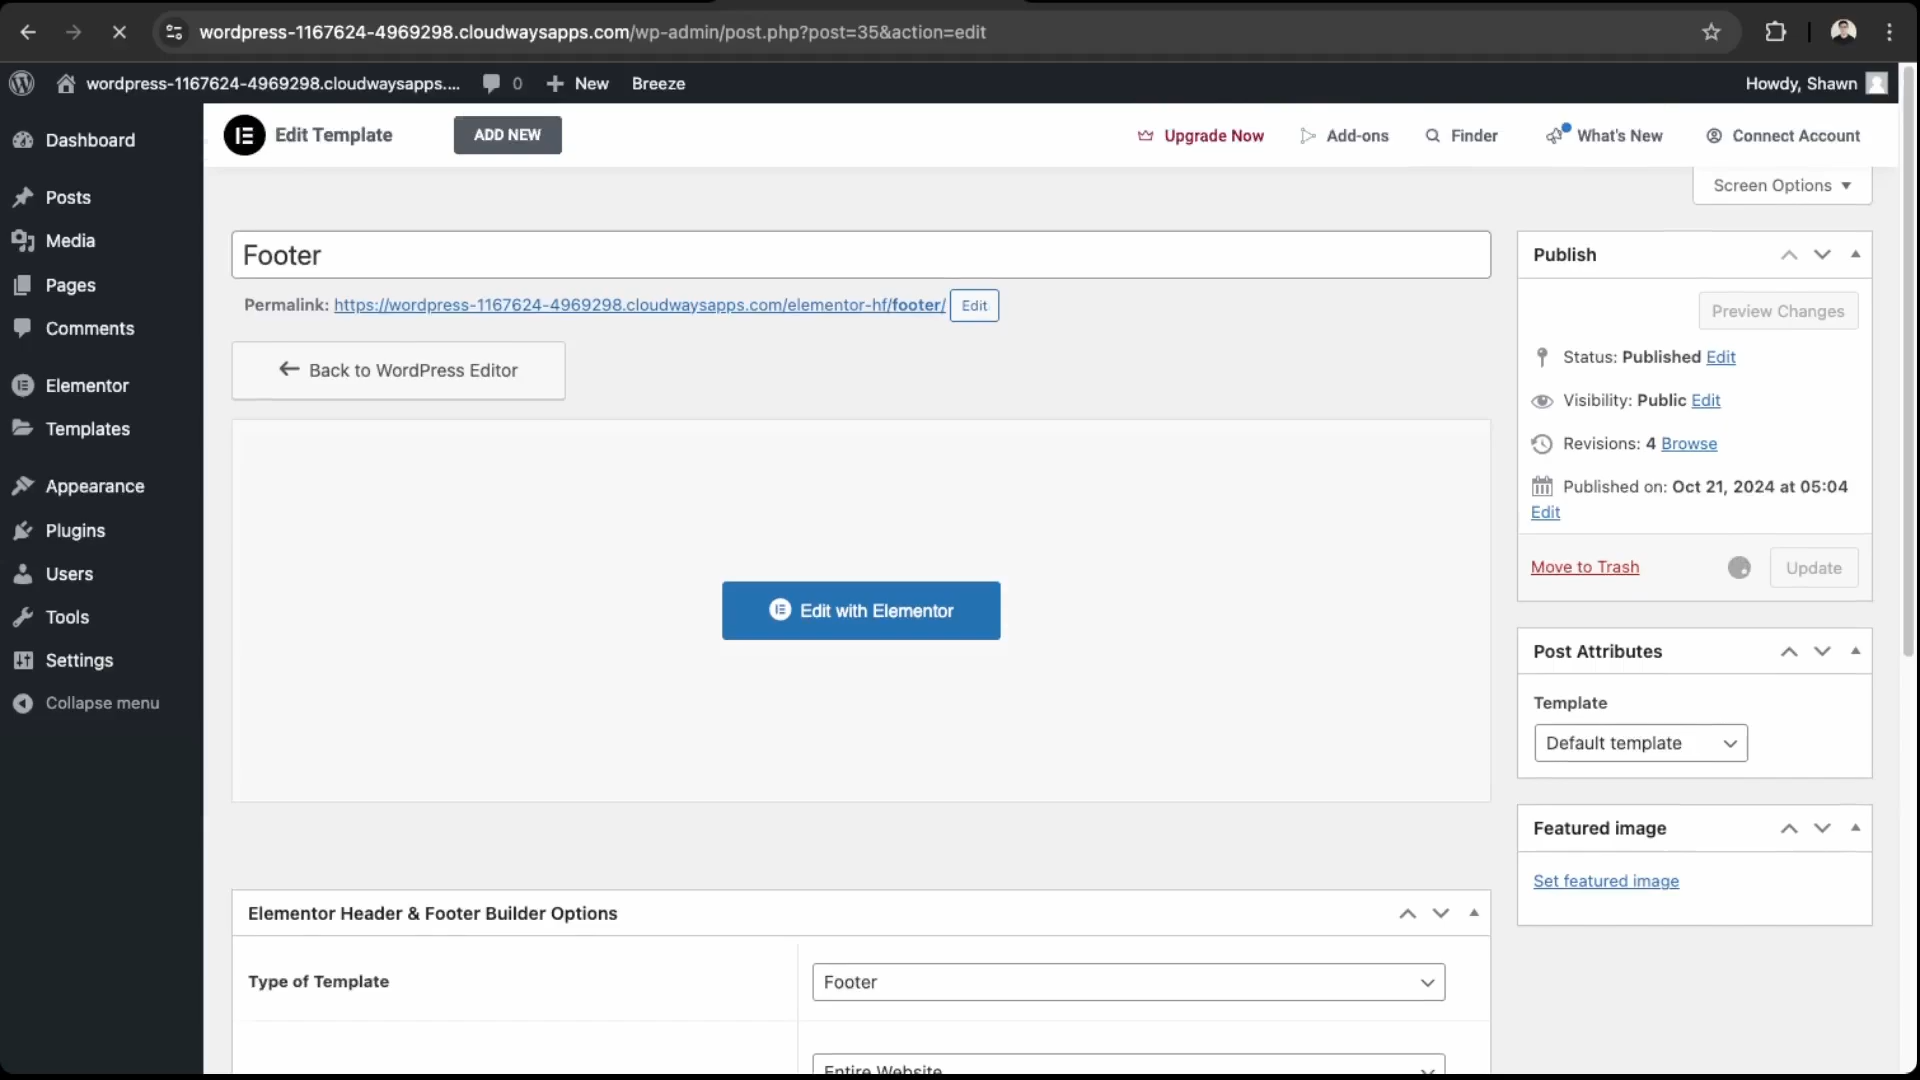 wordpress-1167624-4969298.cloudwaysapps.com/wp-admin/post.php?post=35&action=edit
wordpress-1167624-4969298.cloudwaysapps.... 0 New Breeze Howdy, Shawn
Dashboard
Posts
Media
Pages
Comments
Elementor
Templates
Appearance
Plugins
Users
Tools
Settings
Collapse menu
Edit Template ADD NEW Upgrade Now Add-ons Finder What's New Connect Account
Screen Options
Footer
Permalink: https://wordpress-1167624-4969298.cloudwaysapps.com/elementor-hf/footer/ Edit
Back to WordPress Editor
Edit with Elementor
Elementor Header & Footer Builder Options
Type of Template Footer
Entire Website
Publish
Preview Changes
Status: Published Edit
Visibility: Public Edit
Revisions: 4 Browse
Published on: Oct 21, 2024 at 05:04
Edit
Move to Trash Update
Post Attributes
Template
Default template
Featured image
Set featured image